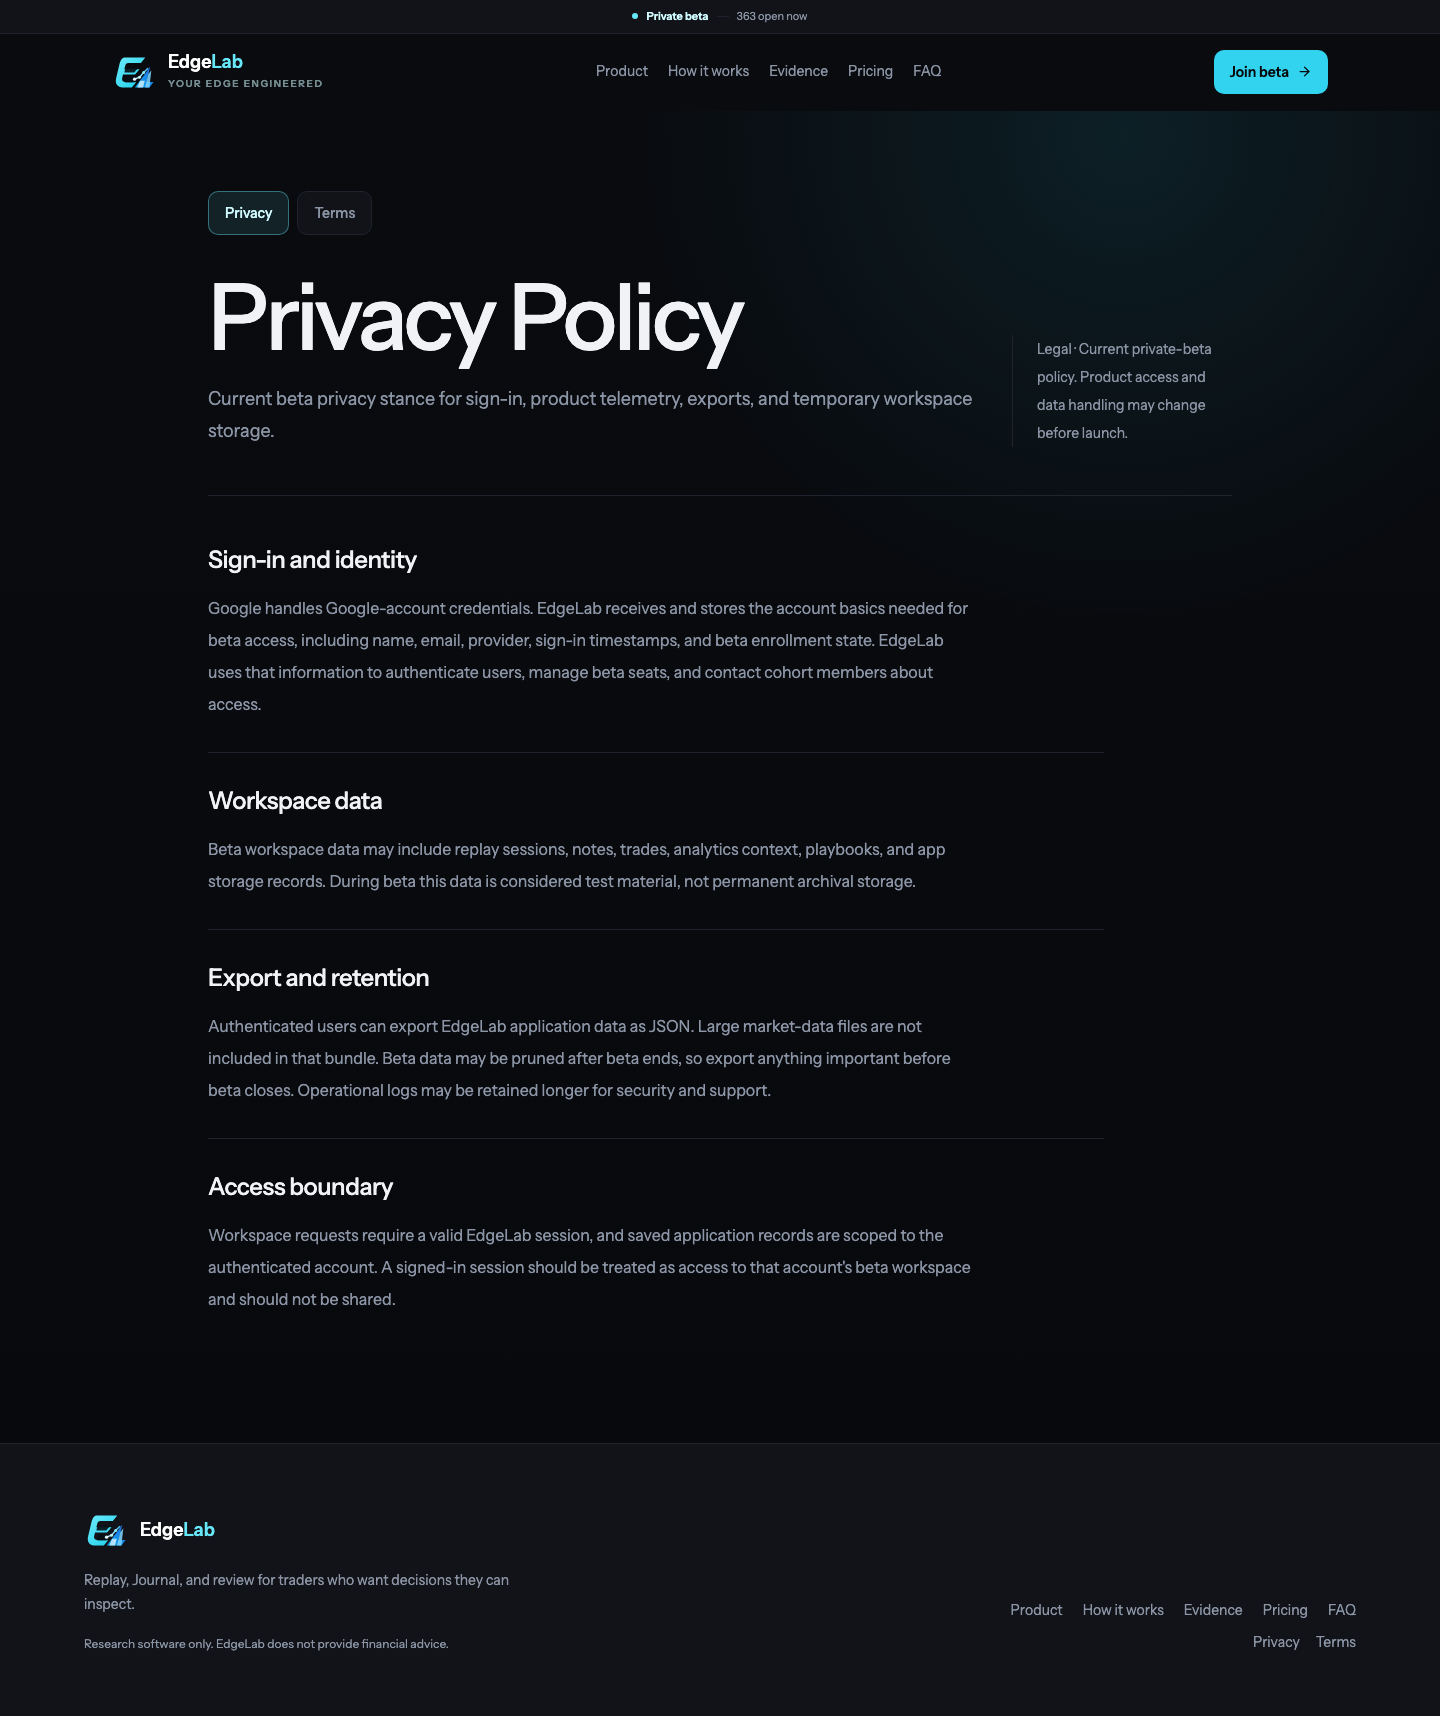 Private beta — 363 open now
EdgeLab
YOUR EDGE ENGINEERED
Product How it works Evidence Pricing FAQ
Join beta →
Privacy Terms
Privacy Policy
Current beta privacy stance for sign-in, product telemetry, exports, and temporary workspace
storage.
Legal · Current private-beta
policy. Product access and
data handling may change
before launch.
Sign-in and identity
Google handles Google-account credentials. EdgeLab receives and stores the account basics needed for
beta access, including name, email, provider, sign-in timestamps, and beta enrollment state. EdgeLab
uses that information to authenticate users, manage beta seats, and contact cohort members about
access.
Workspace data
Beta workspace data may include replay sessions, notes, trades, analytics context, playbooks, and app
storage records. During beta this data is considered test material, not permanent archival storage.
Export and retention
Authenticated users can export EdgeLab application data as JSON. Large market-data files are not
included in that bundle. Beta data may be pruned after beta ends, so export anything important before
beta closes. Operational logs may be retained longer for security and support.
Access boundary
Workspace requests require a valid EdgeLab session, and saved application records are scoped to the
authenticated account. A signed-in session should be treated as access to that account's beta workspace
and should not be shared.
EdgeLab
Replay, Journal, and review for traders who want decisions they can
inspect.
Research software only. EdgeLab does not provide financial advice.
Product How it works Evidence Pricing FAQ
Privacy Terms